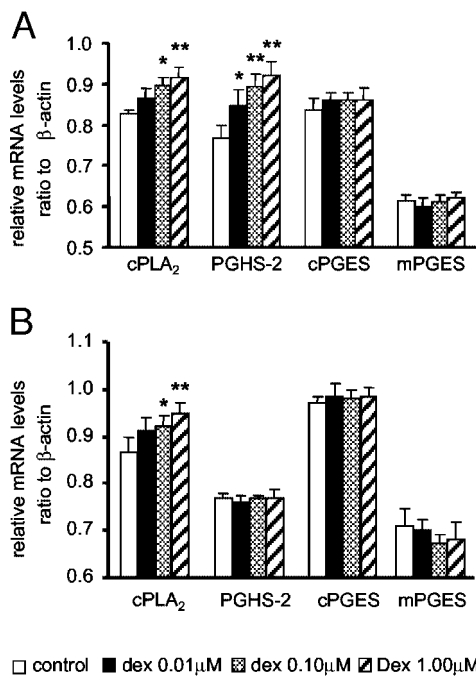 A
relative mRNA levels
ratio to β-actin
1.0
0.9
0.8
0.7
0.6
0.5
* **
* ** **
cPLA2 PGHS-2 cPGES mPGES
B
relative mRNA levels
ratio to β-actin
1.1
1.0
0.9
0.8
0.7
0.6
* **
cPLA2 PGHS-2 cPGES mPGES
control dex 0.01μM dex 0.10μM Dex 1.00μM